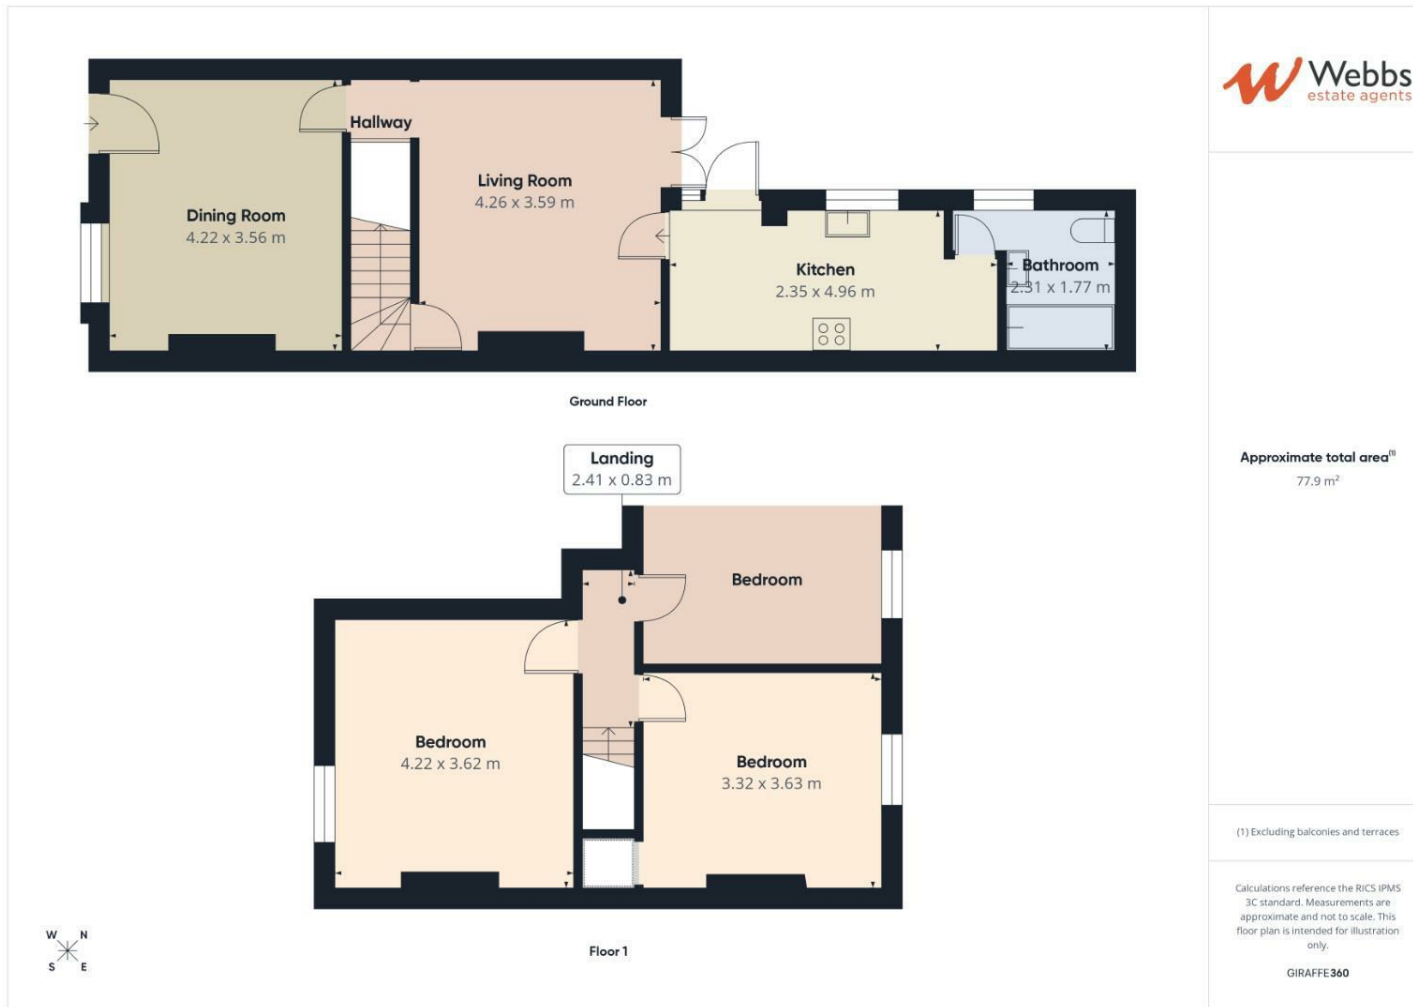 Webbs
estate agents
Hallway
Living Room
4.26 x 3.59 m
Dining Room
4.22 x 3.56 m
Kitchen
2.35 x 4.96 m
Bathroom
2.31 x 1.77 m
Ground Floor
Landing
2.41 x 0.83 m
Bedroom
Bedroom
4.22 x 3.62 m
Bedroom
3.32 x 3.63 m
Floor 1
W N
S E
Approximate total area(1)
77.9 m²
(1) Excluding balconies and terraces
Calculations reference the RICS IPMS
3C standard. Measurements are
approximate and not to scale. This
floor plan is intended for illustration
only.
GIRAFFE360